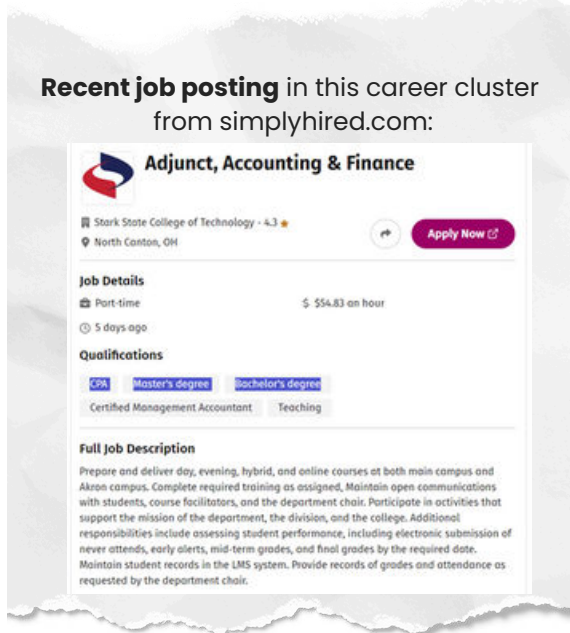 Recent job posting in this career cluster
from simplyhired.com:
Adjunct, Accounting & Finance
Stark State College of Technology - 4.3 ★
North Canton, OH
Apply Now
Job Details
Part-time
$ $54.83 an hour
5 days ago
Qualifications
CPA Master's degree Bachelor's degree
Certified Management Accountant Teaching
Full Job Description
Prepare and deliver day, evening, hybrid, and online courses at both main campus and
Akron campus. Complete required training as assigned, Maintain open communications
with students, course facilitators, and the department chair. Participate in activities that
support the mission of the department, the division, and the college. Additional
responsibilities include assessing student performance, including electronic submission of
never attends, early alerts, mid-term grades, and final grades by the required date.
Maintain student records in the LMS system. Provide records of grades and attendance as
requested by the department chair.